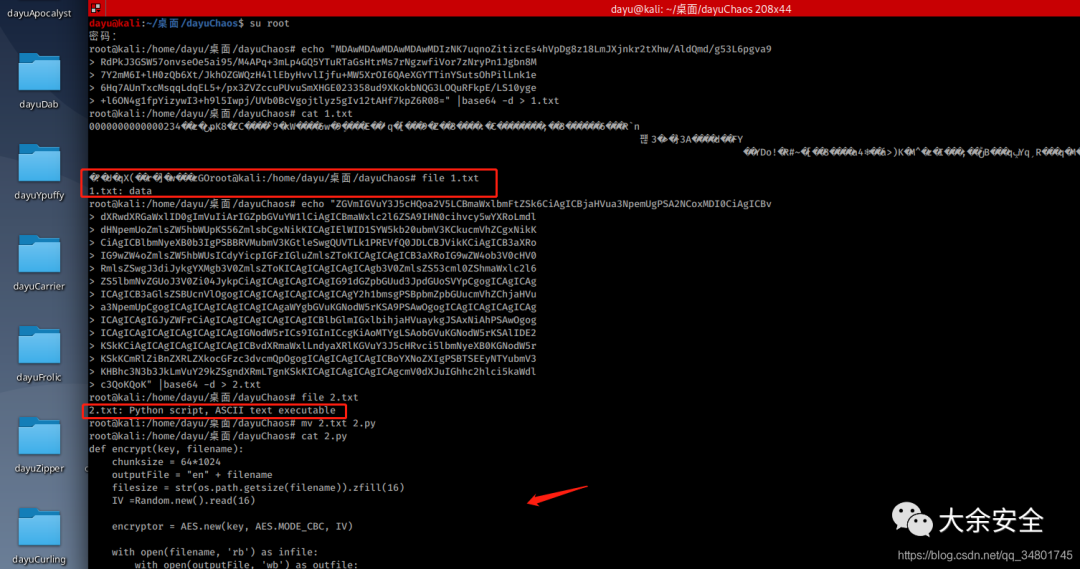 dayu@kali: ~/桌面/dayuChaos 208x44
dayuApocalyst
dayuDab
dayuYpuffy
dayuCarrier
dayuFrolic
dayuZipper
dayuCurling
dayu@kali:~/桌面/dayuChaos$ su root
密码：
root@kali:/home/dayu/桌面/dayuChaos# echo "MDAwMDAwMDAwMDAwMDIzNK7uqnoZitizcEs4hVpDg8z18LmJXjnkr2tXhw/AldQmd/g53L6pgva9
> RdPkJ3GSW57onvseOe5ai95/M4APq+3mLp4GQ5YTuRTaGsHtrMs7rNgzwfiVor7zNryPn1Jgbn8M
> 7Y2mM6I+lH0zQb6Xt/JkhOZGWQzH4llEbyHvvlIjfu+MW5XrOI6QAeXGYTTinYSutsOhPilLnk1e
> 6Hq7AUnTxcMsqqLdqEL5+/px3ZVZccuPUvuSmXHGE023358ud9XKokbNQG3LOQuRFkpE/LS10yge
> +l6ON4g1fpYizywI3+h9l5Iwpj/UVb0BcVgojtlyz5gIv12tAHf7kpZ6R08=" |base64 -d > 1.txt
root@kali:/home/dayu/桌面/dayuChaos# cat 1.txt
root@kali:/home/dayu/桌面/dayuChaos# file 1.txt
1.txt: data
root@kali:/home/dayu/桌面/dayuChaos# echo "ZGVmIGVuY3J5cHQoa2V5LCBmaWxlbmFtZSk6CiAgICBjaHVua3NpemUgPSA2NCoxMDI0CiAgICBv
> dXRwdXRGaWxlID0gImVuIiArIGZpbGVuYW1lCiAgICBmaWxlc2l6ZSA9IHN0cihvcy5wYXRoLmdl
> dHNpemUoZmlsZW5hbWUpKS56ZmlsbCgxNikKICAgIElWID1SYW5kb20ubmV3KCkucmVhZCgxNikK
> CiAgICBlbmNyeXB0b3IgPSBBRVMubmV3KGtleSwgQUVTLk1PREVfQ0JDLCBJVikKCiAgICB3aXRo
> IG9wZW4oZmlsZW5hbWUsICdyYicpIGFzIGluZmlsZToKICAgICAgICB3aXRoIG9wZW4ob3V0cHV0
> RmlsZSwgJ3diJykgYXMgb3V0ZmlsZToKICAgICAgICAgICAgb3V0ZmlsZS53cml0ZShmaWxlc2l6
> ZS5lbmNvZGUoJ3V0Zi04JykpCiAgICAgICAgICAgIG91dGZpbGUud3JpdGUoSVYpCgogICAgICAg
> ICAgICB3aGlsZSBUcnVlOgogICAgICAgICAgICAgICAgY2h1bmsgPSBpbmZpbGUucmVhZChjaHVu
> a3NpemUpCgogICAgICAgICAgICAgICAgaWYgbGVuKGNodW5rKSA9PSAwOgogICAgICAgICAgICAg
> ICAgICAgIGJyZWFrCiAgICAgICAgICAgICAgICBlbGlmIGxlbihjaHVuaykgJSAxNiAhPSAwOgog
> ICAgICAgICAgICAgICAgICAgIGNodW5rICs9IGInICcgKiAoMTYgLSAobGVuKGNodW5rKSAlIDE2
> KSkKCiAgICAgICAgICAgICAgICBvdXRmaWxlLndyaXRlKGVuY3J5cHRvci5lbmNyeXB0KGNodW5r
> KSkKCmRlZiBnZXRLZXkocGFzc3dvcmQpOgogICAgICAgICAgICBoYXNoZXIgPSBTSEEyNTYubmV3
> KHBhc3N3b3JkLmVuY29kZSgndXRmLTgnKSkKICAgICAgICAgICAgcmV0dXJuIGhhc2hlci5kaWdl
> c3QoKQoK" |base64 -d > 2.txt
root@kali:/home/dayu/桌面/dayuChaos# file 2.txt
2.txt: Python script, ASCII text executable
root@kali:/home/dayu/桌面/dayuChaos# mv 2.txt 2.py
root@kali:/home/dayu/桌面/dayuChaos# cat 2.py
def encrypt(key, filename):
    chunksize = 64*1024
    outputFile = "en" + filename
    filesize = str(os.path.getsize(filename)).zfill(16)
    IV =Random.new().read(16)
    encryptor = AES.new(key, AES.MODE_CBC, IV)
    with open(filename, 'rb') as infile:
        with open(outputFile, 'wb') as outfile:
大余安全
https://blog.csdn.net/qq_34801745